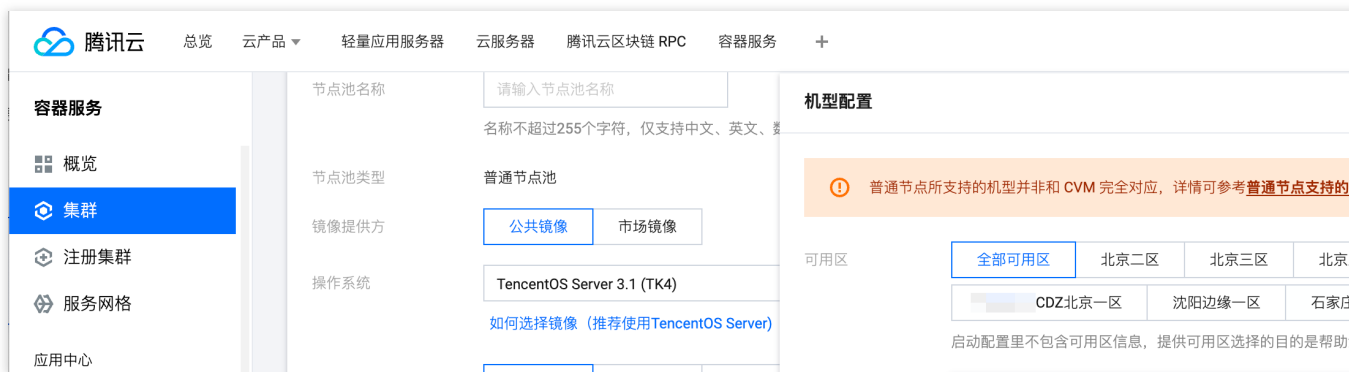 腾讯云 总览 云产品 轻量应用服务器 云服务器 腾讯云区块链 RPC 容器服务 +
容器服务
概览
集群
注册集群
服务网格
应用中心
节点池名称 请输入节点池名称
名称不超过255个字符，仅支持中文、英文、
节点池类型 普通节点池
镜像提供方 公共镜像 市场镜像
操作系统 TencentOS Server 3.1 (TK4)
如何选择镜像（推荐使用TencentOS Server)
机型配置
普通节点所支持的机型并非和 CVM 完全对应，详情可参考普通节点支持的
可用区 全部可用区 北京二区 北京三区 北京
CDZ北京一区 沈阳边缘一区 石家庄
启动配置里不包含可用区信息，提供可用区选择的目的是帮助